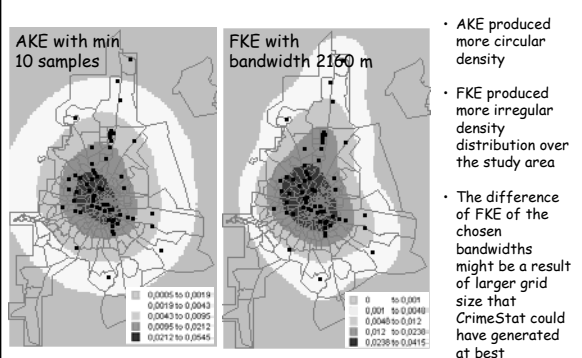 AKE with min
10 samples
0,0005 to 0,0019
0,0019 to 0,0043
0,0043 to 0,0095
0,0095 to 0,0212
0,0212 to 0,0545
FKE with
bandwidth 2160 m
0 to 0,001
0,001 to 0,0048
0,0048 to 0,012
0,012 to 0,0238
0,0238 to 0,0415
• AKE produced
more circular
density
• FKE produced
more irregular
density
distribution over
the study area
• The difference
of FKE of the
chosen
bandwidths
might be a result
of larger grid
size that
CrimeStat could
have generated
at best